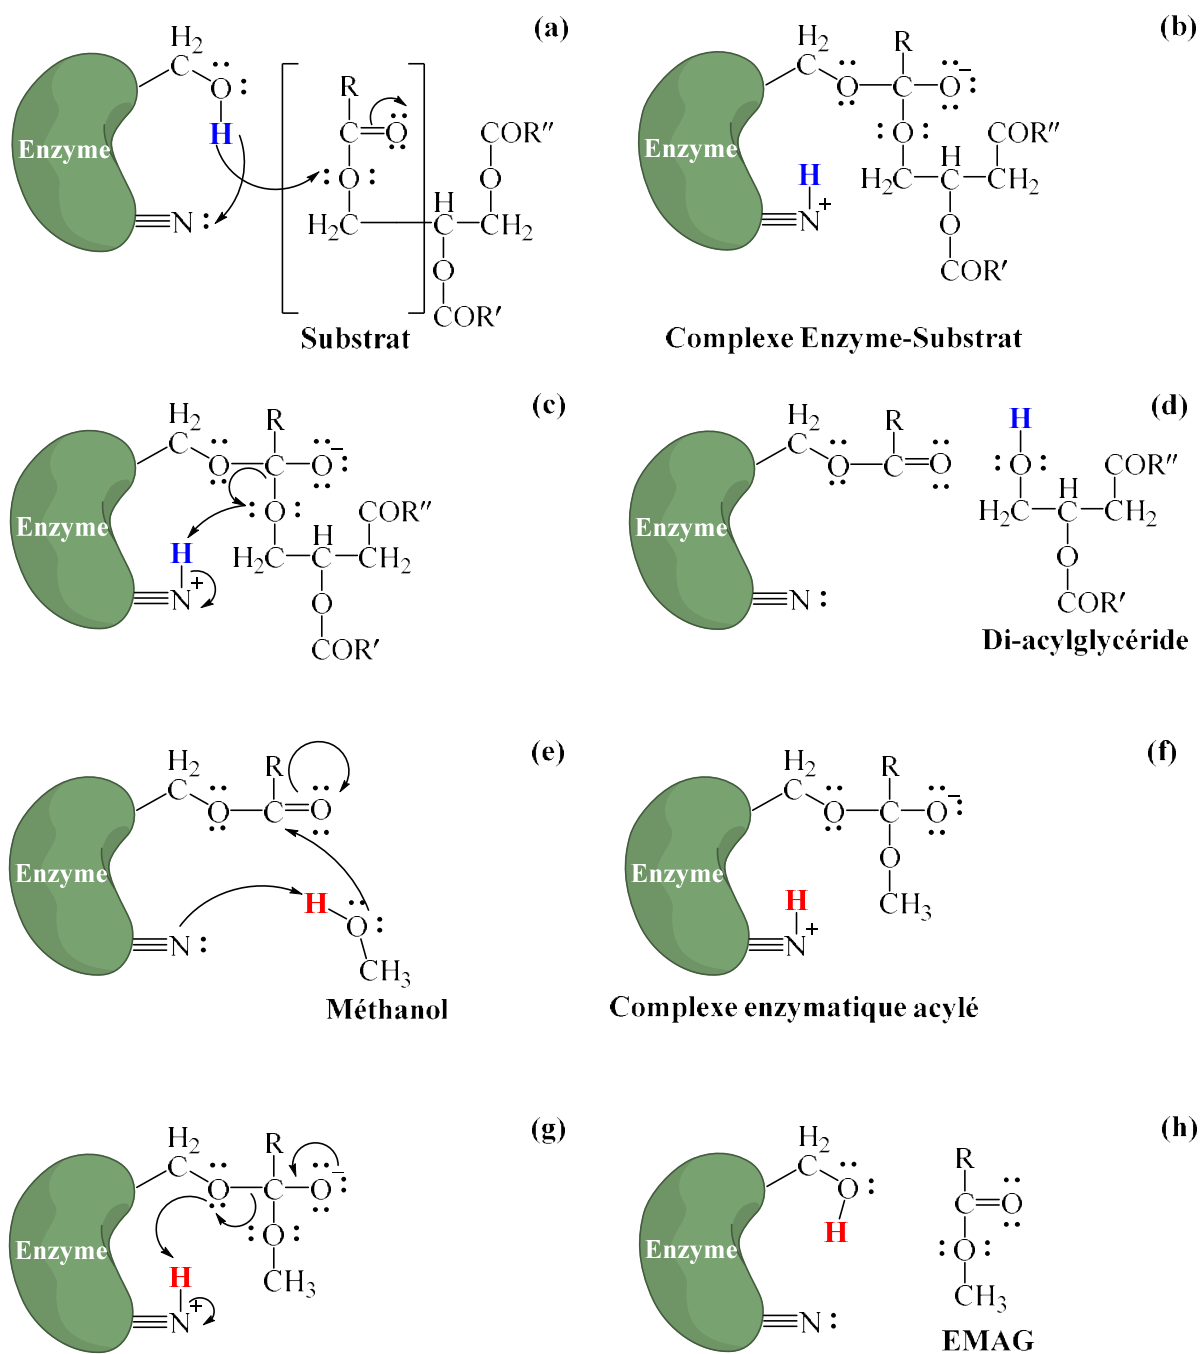 (a)
H2
C
O
H
Enzyme
N
R
C
O
O
H2C
H
COR″
O
CH2
O
COR′
Substrat
(b)
H2
C
O
R
C
O−
O
Enzyme
H
N+
H2C
H
COR″
CH2
O
COR′
Complexe Enzyme-Substrat
(c)
H2
C
O
R
C
O−
O
Enzyme
H
N+
H2C
H
COR″
CH2
O
COR′
(d)
H2
C
O
R
C
O
Enzyme
N
H
O
H2C
H
COR″
CH2
O
COR′
Di-acylglycéride
(e)
H2
C
O
R
C
O
Enzyme
N
H
O
CH3
Méthanol
(f)
H2
C
O
R
C
O−
O
CH3
Enzyme
H
N+
Complexe enzymatique acylé
(g)
H2
C
O
R
C
O−
O
CH3
Enzyme
H
N+
(h)
H2
C
O
H
Enzyme
N
R
C
O
O
CH3
EMAG